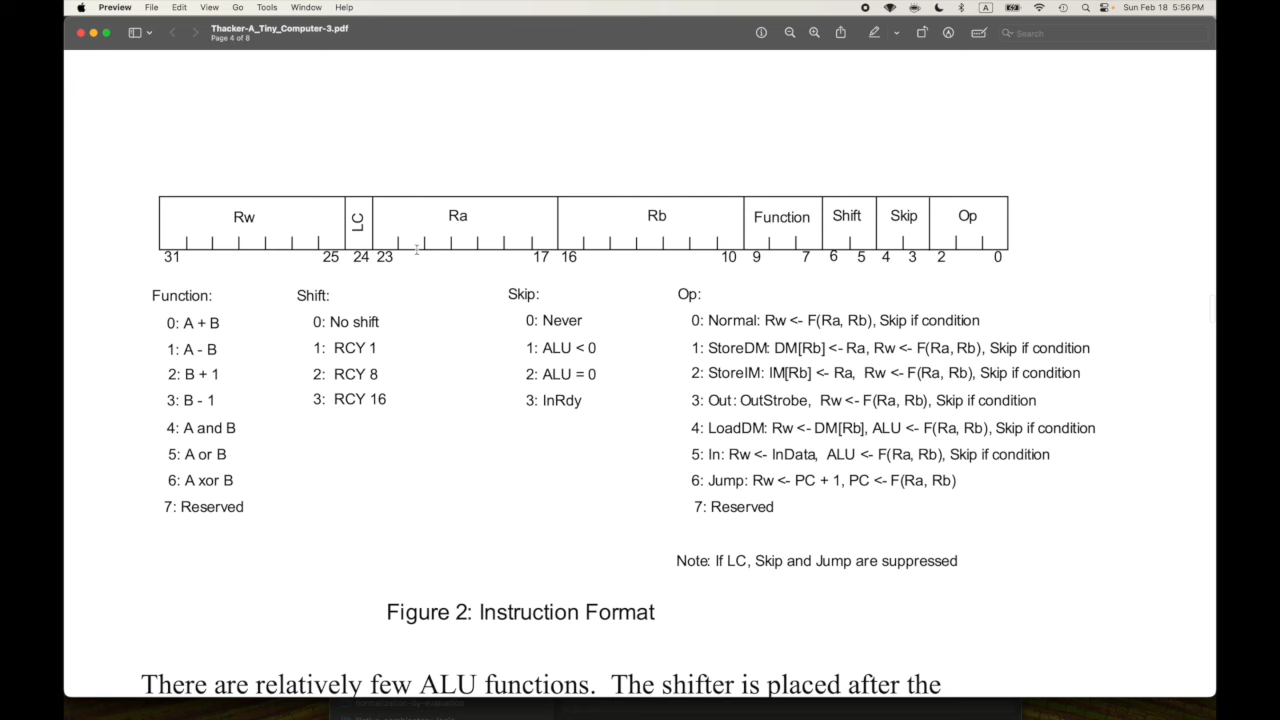 Preview File Edit View Go Tools Window Help
A
Sun Feb 18 5:56 PM
Thacker-A_Tiny_Computer-3.pdf
Page 4 of 8
Search
Rw LC Ra Rb Function Shift Skip Op
31 25 24 23 17 16 10 9 7 6 5 4 3 2 0
Function:
0: A + B
1: A - B
2: B + 1
3: B - 1
4: A and B
5: A or B
6: A xor B
7: Reserved
Shift:
0: No shift
1: RCY 1
2: RCY 8
3: RCY 16
Skip:
0: Never
1: ALU < 0
2: ALU = 0
3: InRdy
Op:
0: Normal: Rw <- F(Ra, Rb), Skip if condition
1: StoreDM: DM[Rb] <- Ra, Rw <- F(Ra, Rb), Skip if condition
2: StoreIM: IM[Rb] <- Ra, Rw <- F(Ra, Rb), Skip if condition
3: Out: OutStrobe, Rw <- F(Ra, Rb), Skip if condition
4: LoadDM: Rw <- DM[Rb], ALU <- F(Ra, Rb), Skip if condition
5: In: Rw <- InData, ALU <- F(Ra, Rb), Skip if condition
6: Jump: Rw <- PC + 1, PC <- F(Ra, Rb)
7: Reserved
Note: If LC, Skip and Jump are suppressed
Figure 2: Instruction Format
There are relatively few ALU functions. The shifter is placed after the